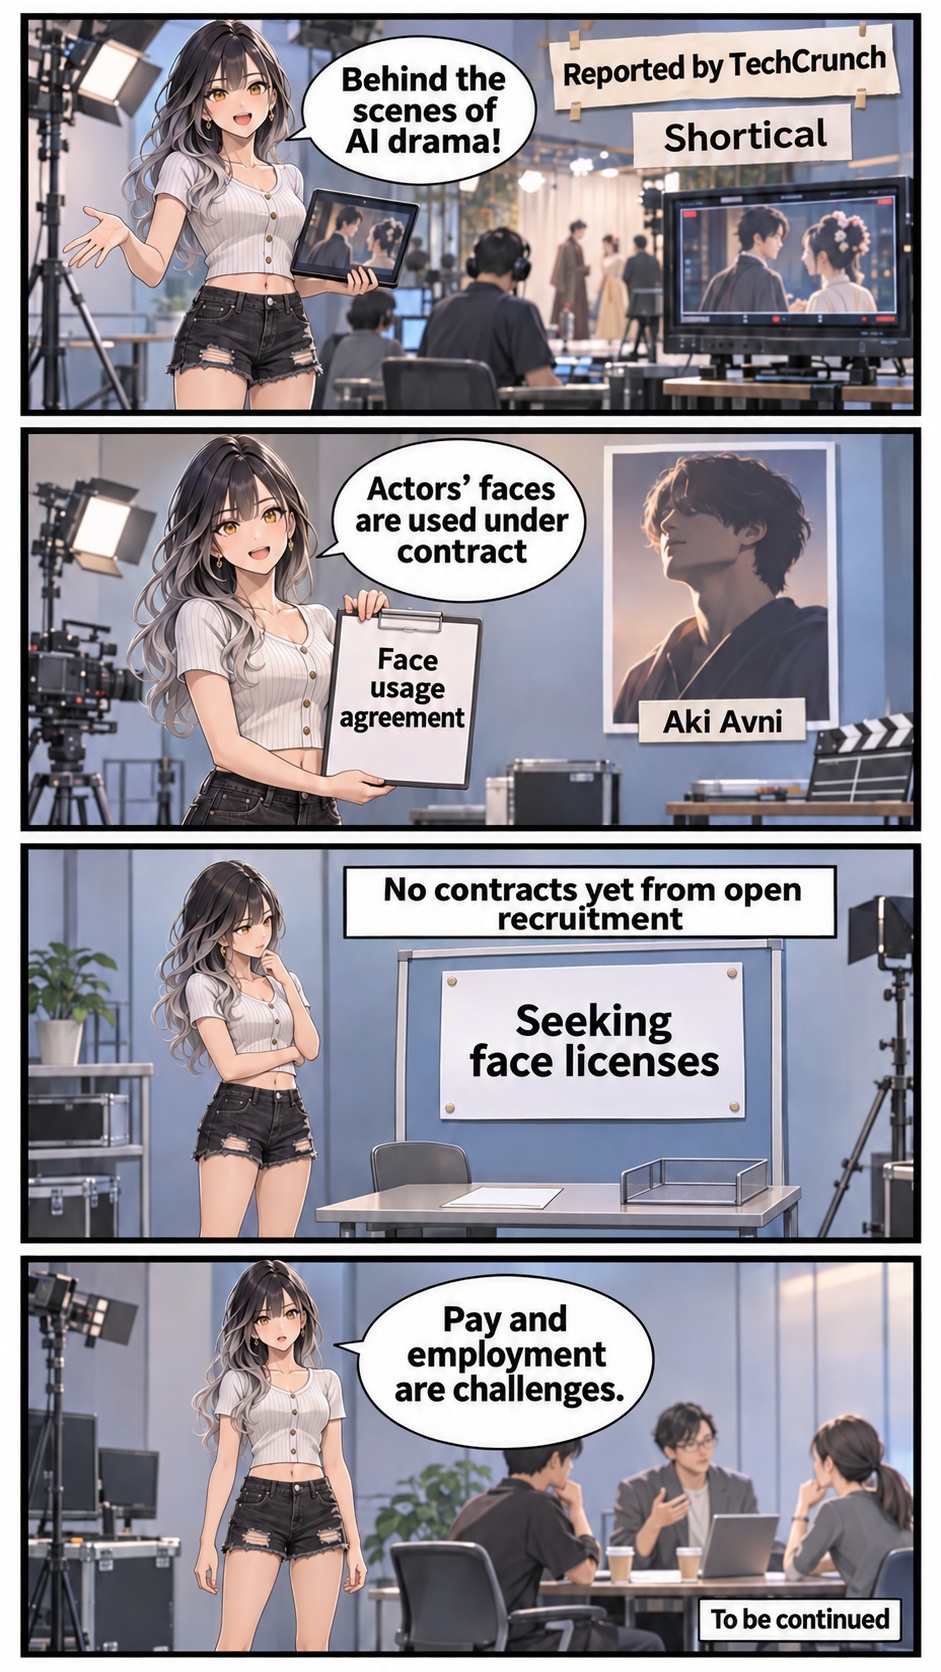 Behind the
scenes of
AI drama!
Reported by TechCrunch
Shortical
Actors’ faces
are used under
contract
Face
usage
agreement
Aki Avni
No contracts yet from open
recruitment
Seeking
face licenses
Pay and
employment
are challenges.
To be continued